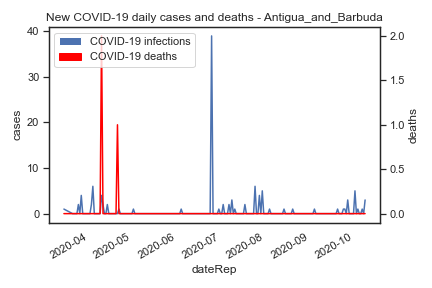 New COVID-19 daily cases and deaths - Antigua_and_Barbuda
COVID-19 infections
COVID-19 deaths
40
30
20
10
0
cases
2.0
1.5
1.0
0.5
0.0
deaths
2020-04
2020-05
2020-06
2020-07
2020-08
2020-09
2020-10
dateRep